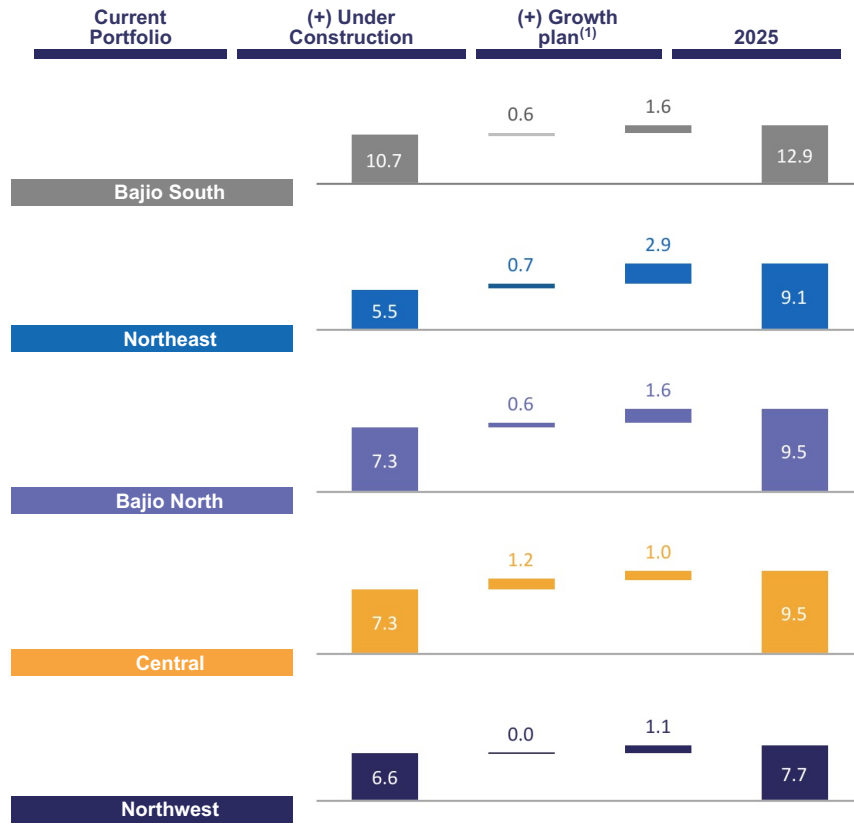 Current
Portfolio
(+) Under
Construction
(+) Growth
plan(1)
2025
0.6
1.6
10.7
12.9
Bajio South
0.7
2.9
5.5
9.1
Northeast
0.6
1.6
7.3
9.5
Bajio North
1.2
1.0
7.3
9.5
Central
0.0
1.1
6.6
7.7
Northwest